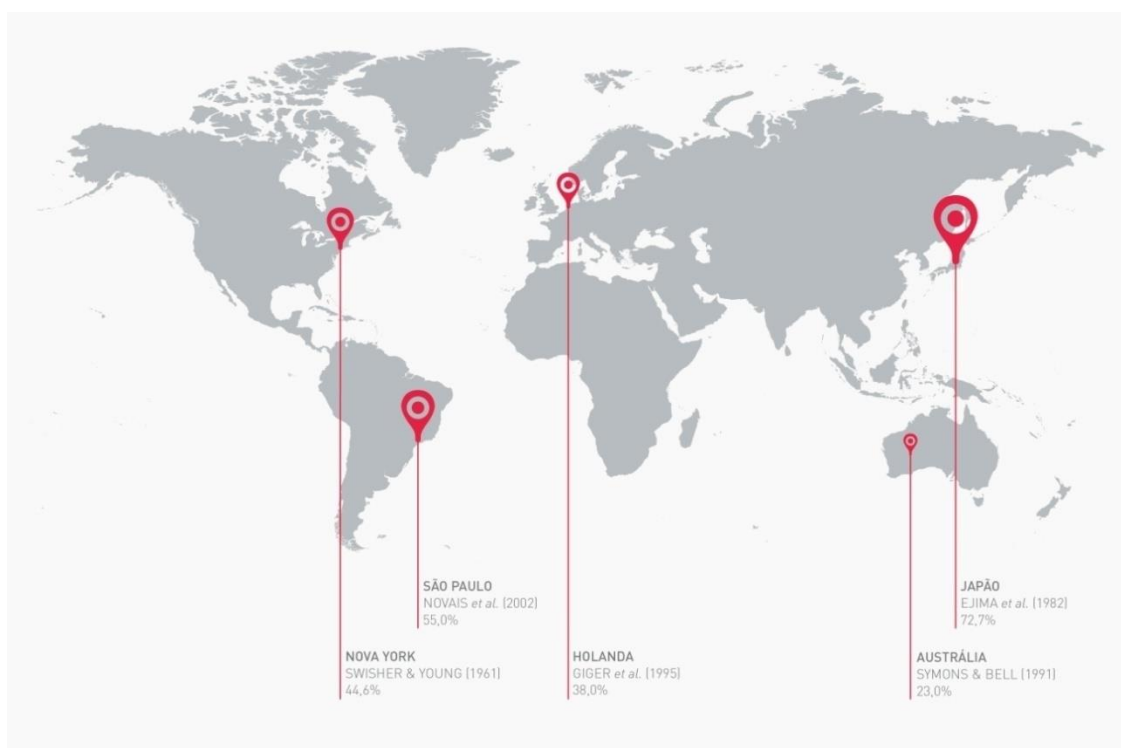 SÃO PAULO
NOVAIS et al. (2002)
55,0%
JAPÃO
EJIMA et al. (1982)
72,7%
NOVA YORK
SWISHER & YOUNG (1961)
44,6%
HOLANDA
GIGER et al. (1995)
38,0%
AUSTRÁLIA
SYMONS & BELL (1991)
23,0%